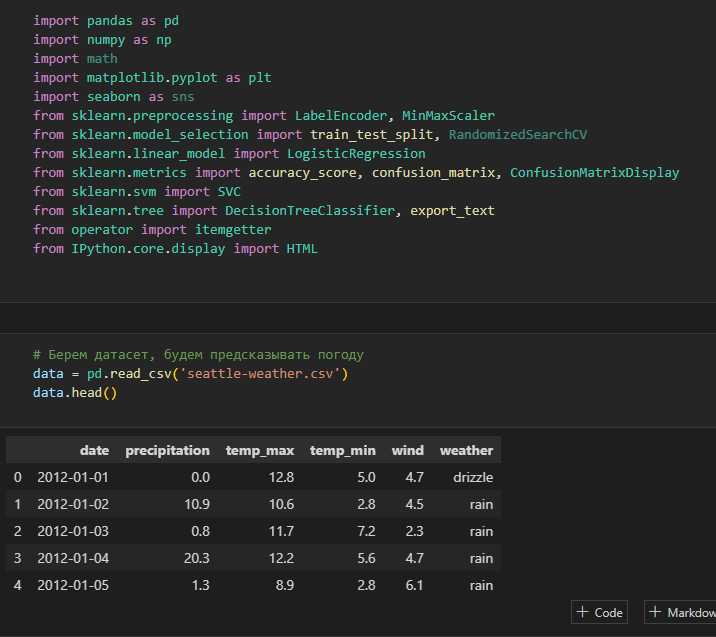 import pandas as pd
import numpy as np
import math
import matplotlib.pyplot as plt
import seaborn as sns
from sklearn.preprocessing import LabelEncoder, MinMaxScaler
from sklearn.model_selection import train_test_split, RandomizedSearchCV
from sklearn.linear_model import LogisticRegression
from sklearn.metrics import accuracy_score, confusion_matrix, ConfusionMatrixDisplay
from sklearn.svm import SVC
from sklearn.tree import DecisionTreeClassifier, export_text
from operator import itemgetter
from IPython.core.display import HTML
# Берем датасет, будем предсказывать погоду
data = pd.read_csv('seattle-weather.csv')
data.head()
date precipitation temp_max temp_min wind weather
0 2012-01-01 0.0 12.8 5.0 4.7 drizzle
1 2012-01-02 10.9 10.6 2.8 4.5 rain
2 2012-01-03 0.8 11.7 7.2 2.3 rain
3 2012-01-04 20.3 12.2 5.6 4.7 rain
4 2012-01-05 1.3 8.9 2.8 6.1 rain
+ Code + Markdow